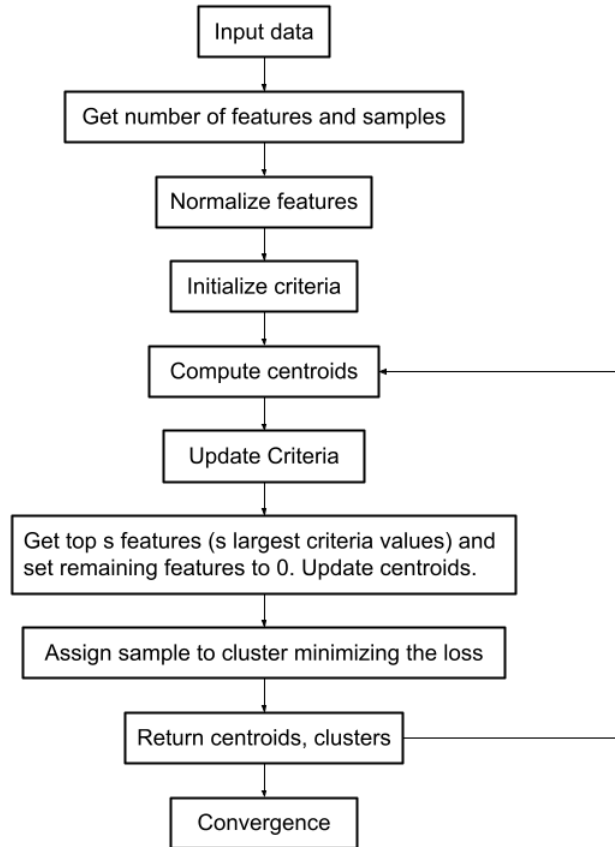 Input data
Get number of features and samples
Normalize features
Initialize criteria
Compute centroids
Update Criteria
Get top s features (s largest criteria values) and
set remaining features to 0. Update centroids.
Assign sample to cluster minimizing the loss
Return centroids, clusters
Convergence